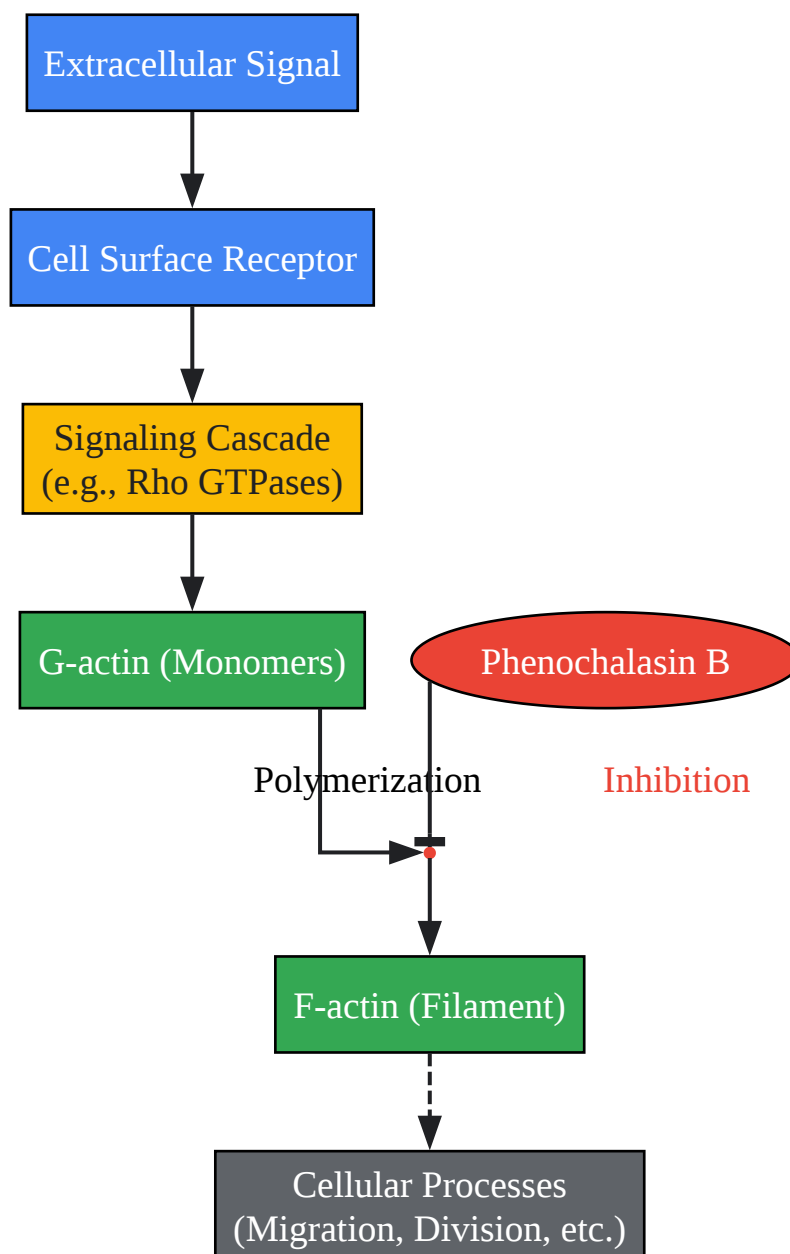 Extracellular Signal
Cell Surface Receptor
Signaling Cascade
(e.g., Rho GTPases)
G-actin (Monomers)
Phenochalasin B
Polymerization
Inhibition
F-actin (Filament)
Cellular Processes
(Migration, Division, etc.)